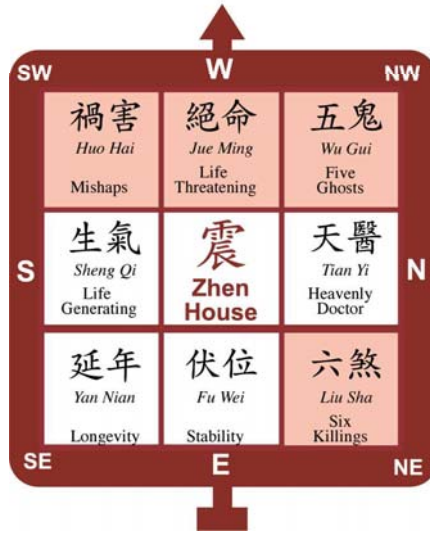 W
SW
NW
禍害
Huo Hai
Mishaps
絕命
Jue Ming
Life
Threatening
五鬼
Wu Gui
Five
Ghosts
S
生氣
Sheng Qi
Life
Generating
震
Zhen
House
天醫
Tian Yi
Heavenly
Doctor
N
延年
Yan Nian
Longevity
伏位
Fu Wei
Stability
六煞
Liu Sha
Six
Killings
SE
E
NE